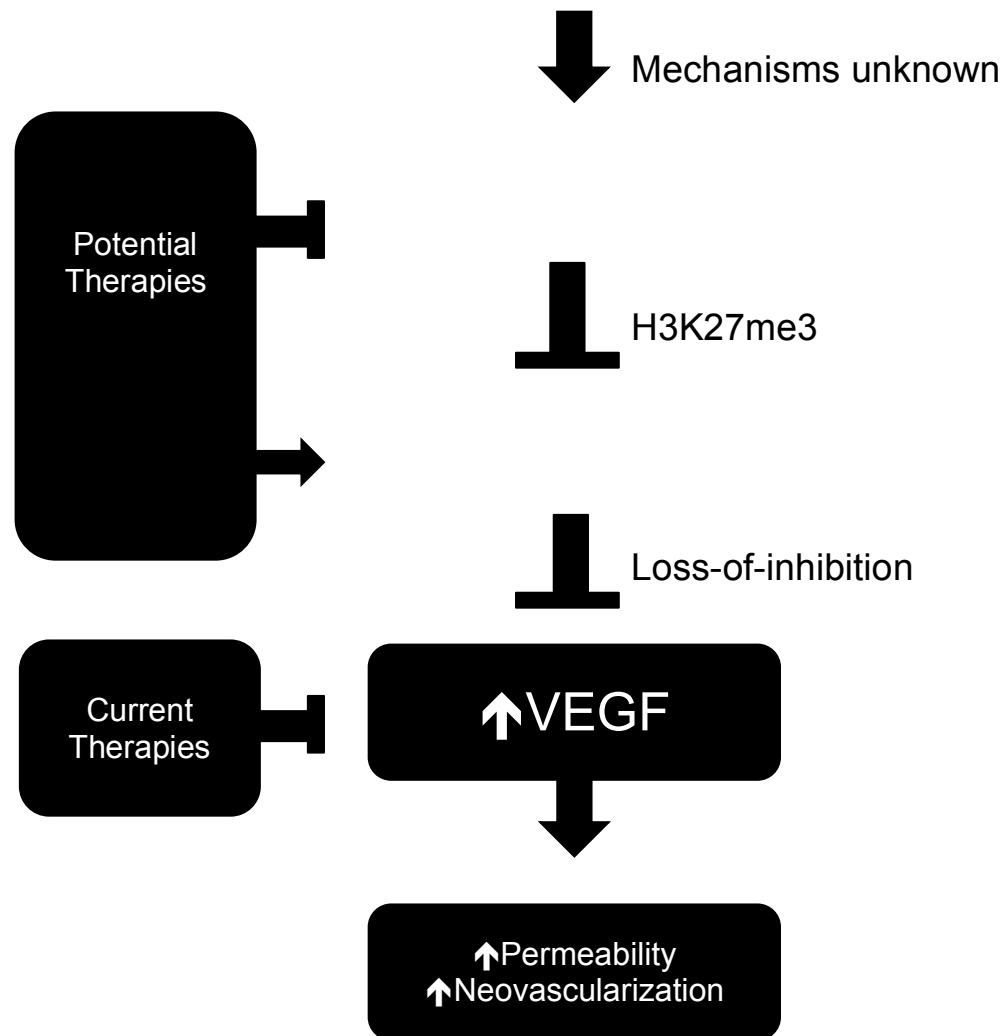 Mechanisms unknown
Potential
Therapies
H3K27me3
Loss-of-inhibition
Current
Therapies
↑VEGF
↑Permeability
↑Neovascularization